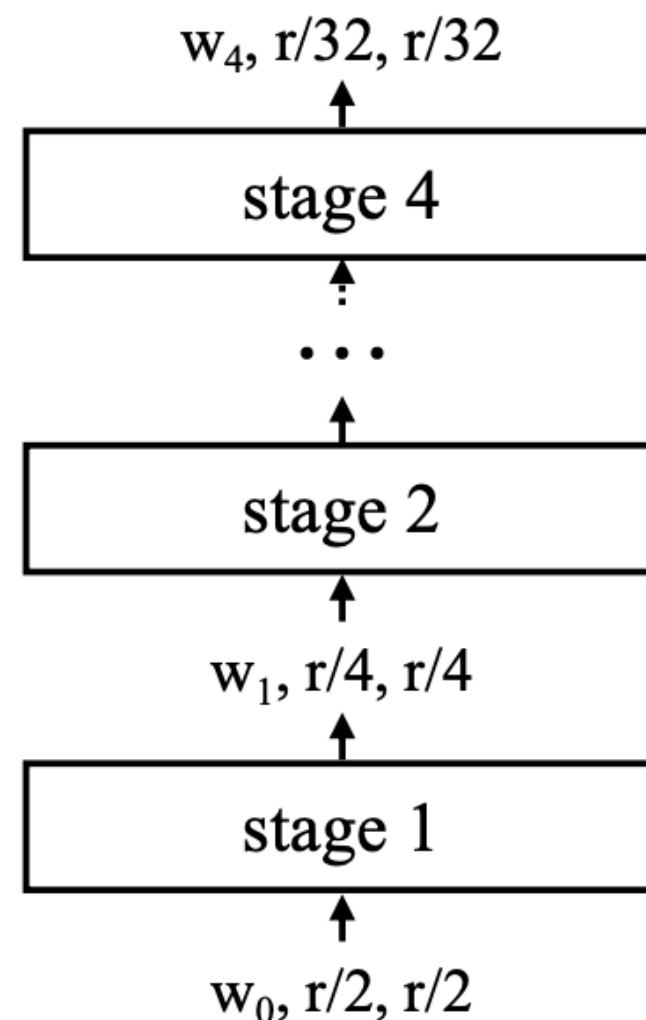 w₄, r/32, r/32
stage 4
...
stage 2
w₁, r/4, r/4
stage 1
w₀, r/2, r/2